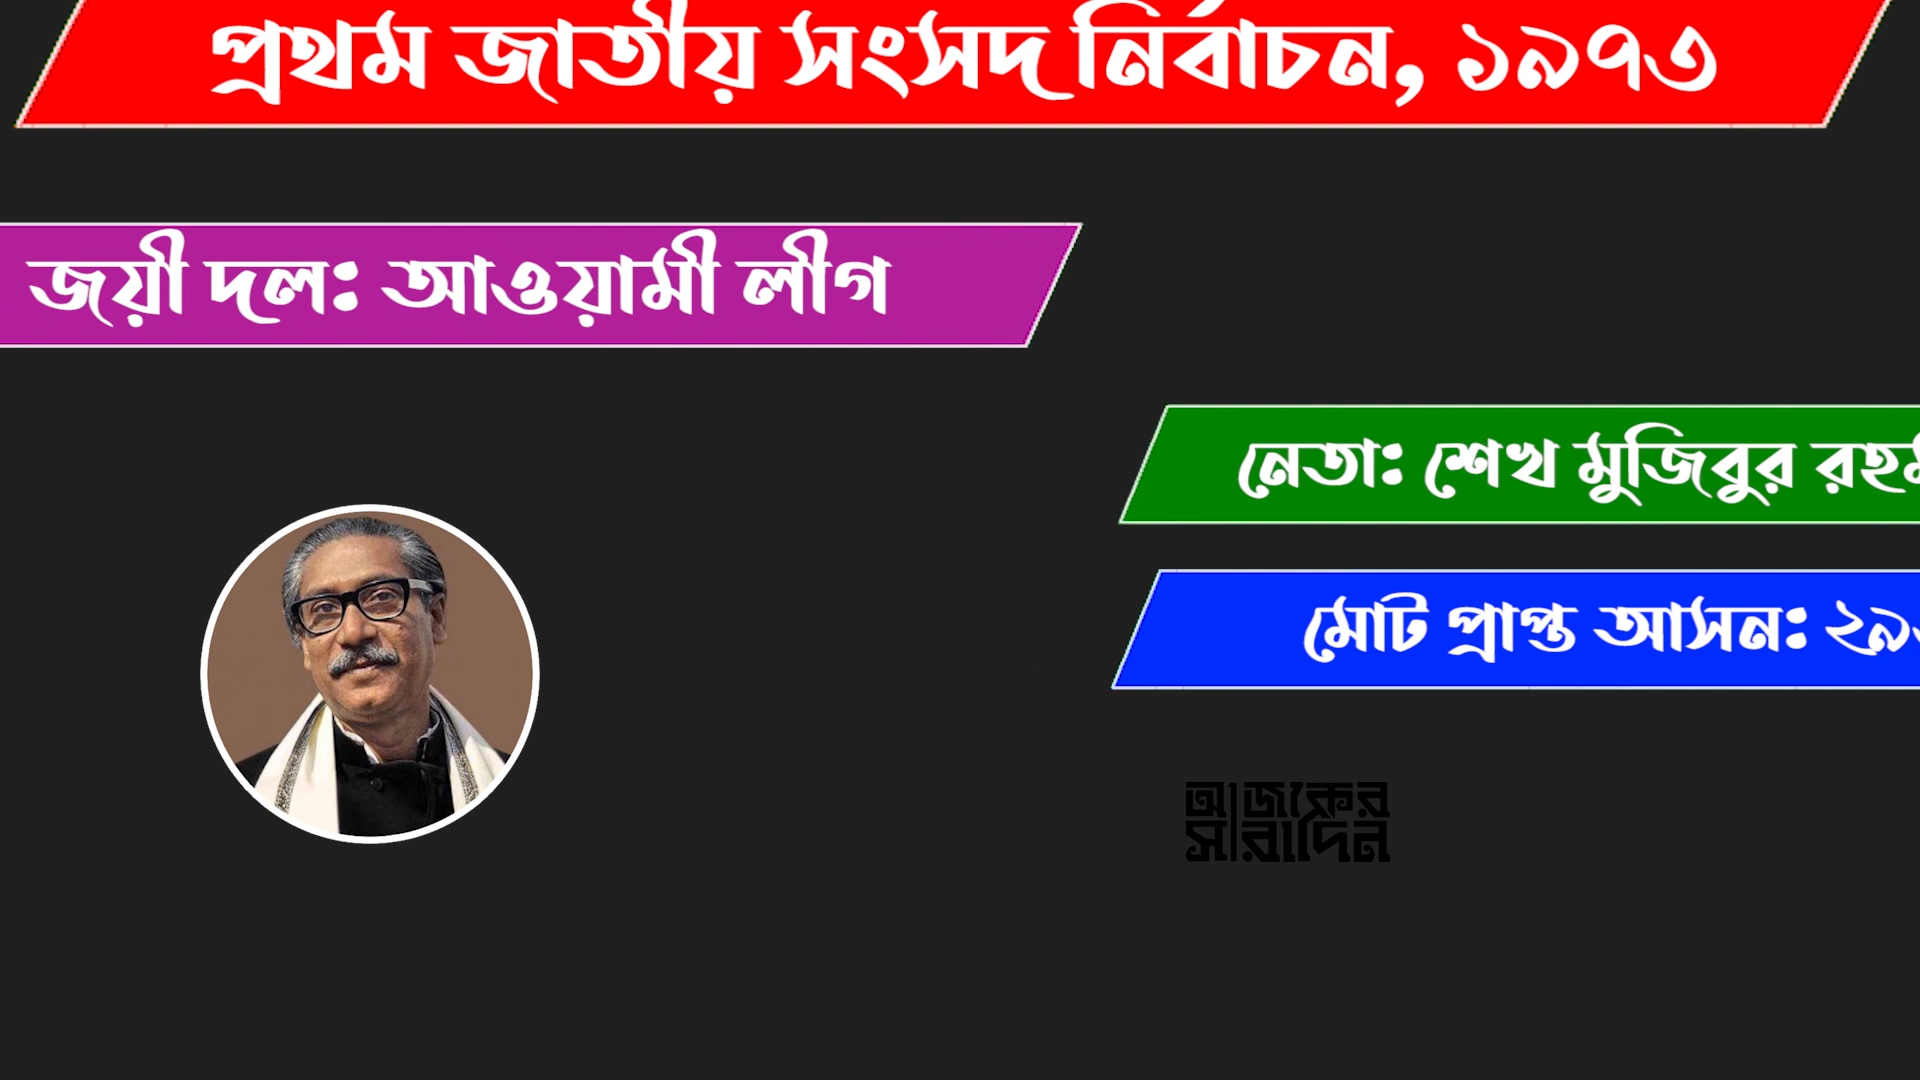 প্রথম জাতীয় সংসদ নির্বাচন, ১৯৭৩
জয়ী দল: আওয়ামী লীগ
নেতা: শেখ মুজিবুর
মোট প্রাপ্ত আসন:
আজকের
সারাদেন